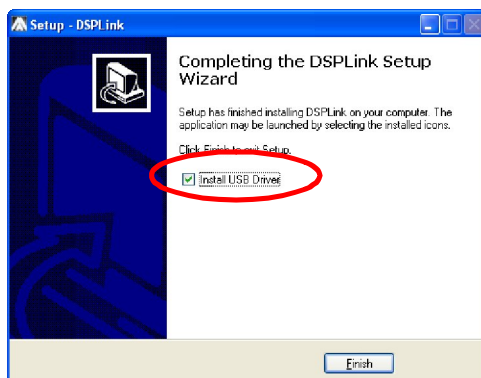 Setup - DSPLink
Completing the DSPLink Setup
Wizard
Setup has finished installing DSPLink on your computer. The
application may be launched by selecting the installed icons.
Click Finish to exit Setup.
Install USB Driver
Finish